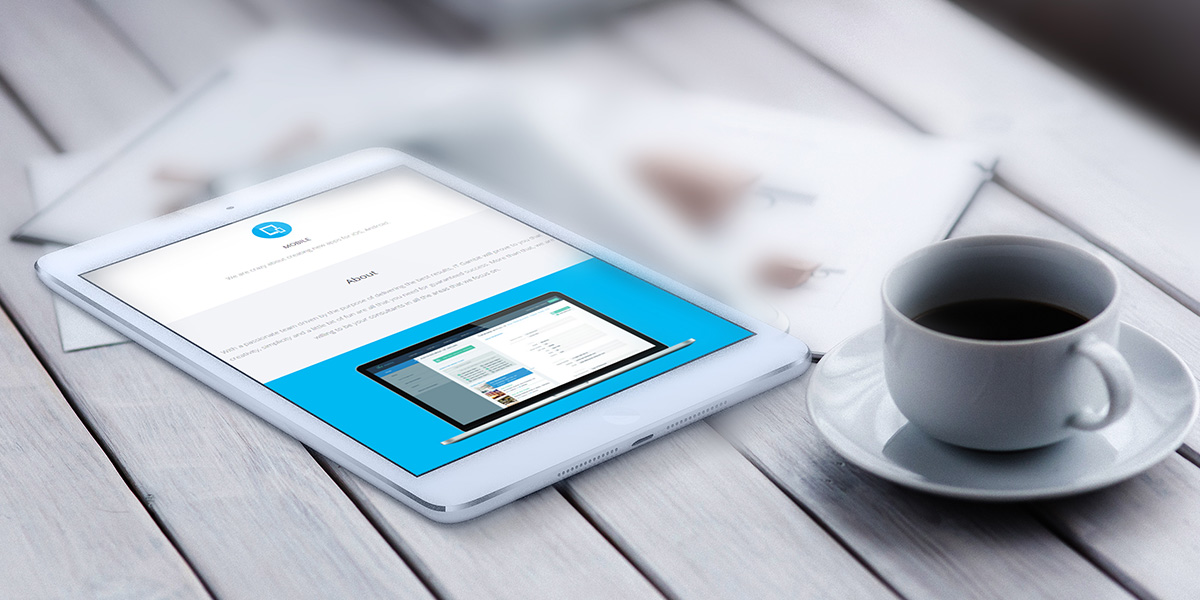 MOBILE
We are crazy about creating new apps for iOS, Android.
About
With a passionate team driven by the purpose of delivering the best results, IT Gambit will prove to you that
creativity, simplicity and a little bit of fun are all that you need for guaranteed success. More than that, we are
willing to be your consultants in all the areas that we focus on.